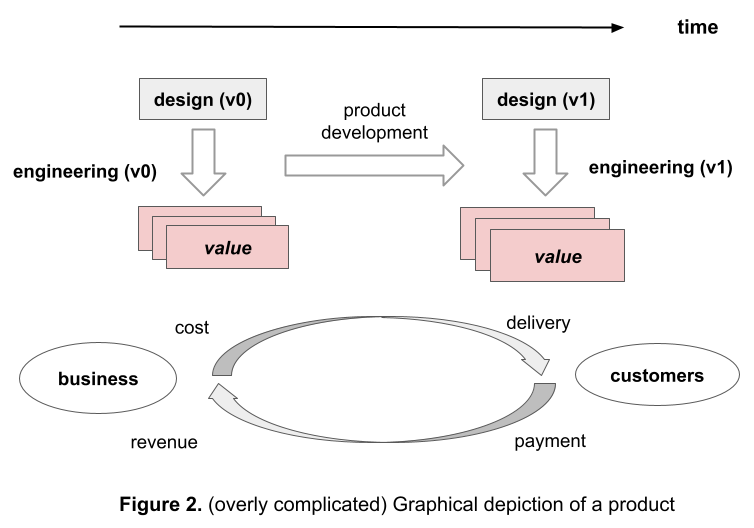 time
design (v0)
design (v1)
product
development
engineering (v0)
engineering (v1)
value
value
cost
delivery
business
customers
revenue
payment
Figure 2. (overly complicated) Graphical depiction of a product